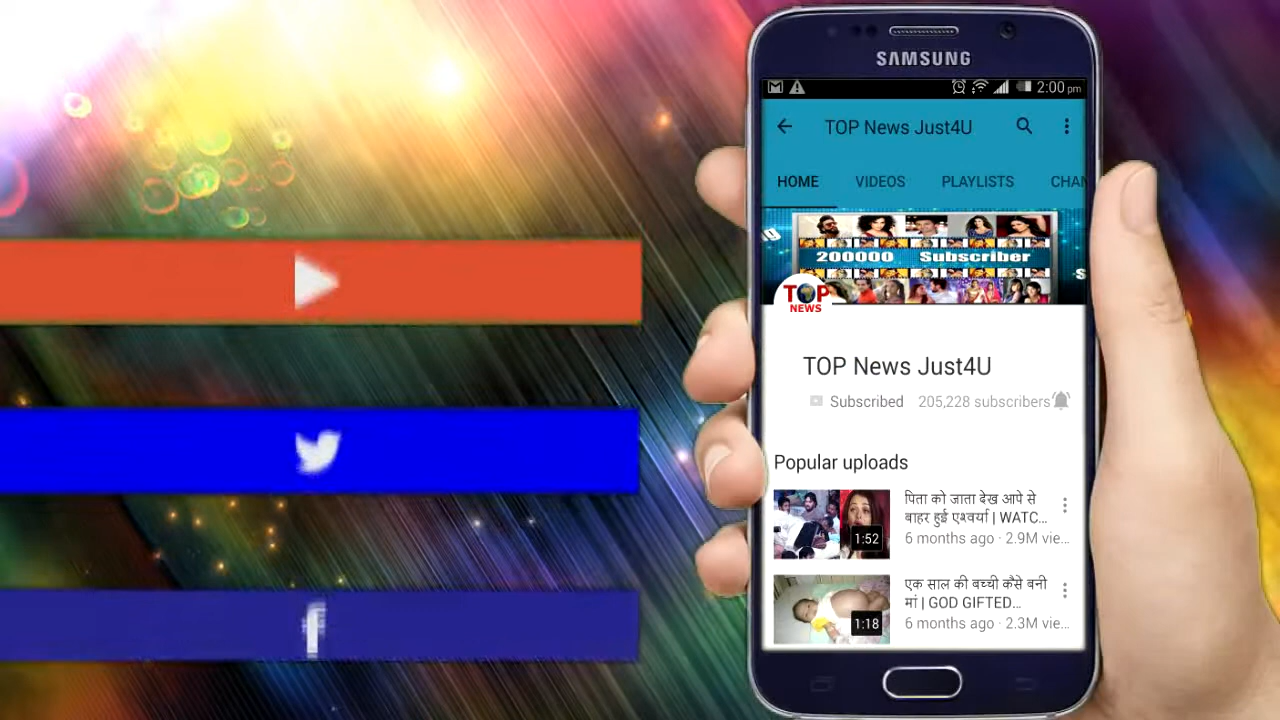 SAMSUNG
2:00 pm
TOP News Just4U
HOME VIDEOS PLAYLISTS CHAN
200000 Subscriber
TOP
NEWS
TOP News Just4U
Subscribed 205,228 subscribers
Popular uploads
पिता को जाता देख आपे से
बाहर हुई एश्वर्या | WATC...
6 months ago · 2.9M vie...
1:52
एक साल की बच्ची कैसे बनी
मां | GOD GIFTED...
6 months ago · 2.3M vie...
1:18